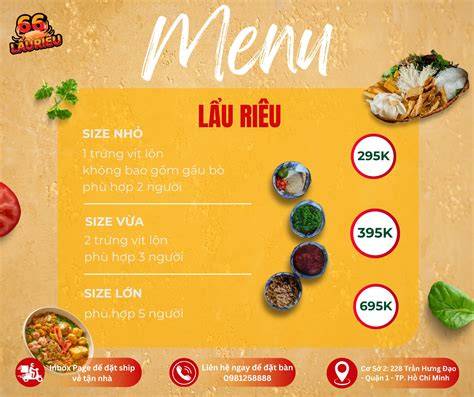 66
LẨU RIÊU
Menu
LẨU RIÊU
SIZE NHỎ
1 trứng vịt lộn
không bao gồm gầu bò
phù hợp 2 người
295K
SIZE VỪA
2 trứng vịt lộn
phù hợp 3 người
395K
SIZE LỚN
phù hợp 5 người
695K
Inbox Page để đặt ship
về tận nhà
Liên hệ ngay để đặt bàn
0981258888
Cơ Sở 2: 228 Trần Hưng Đạo
- Quận 1 - TP. Hồ Chí Minh